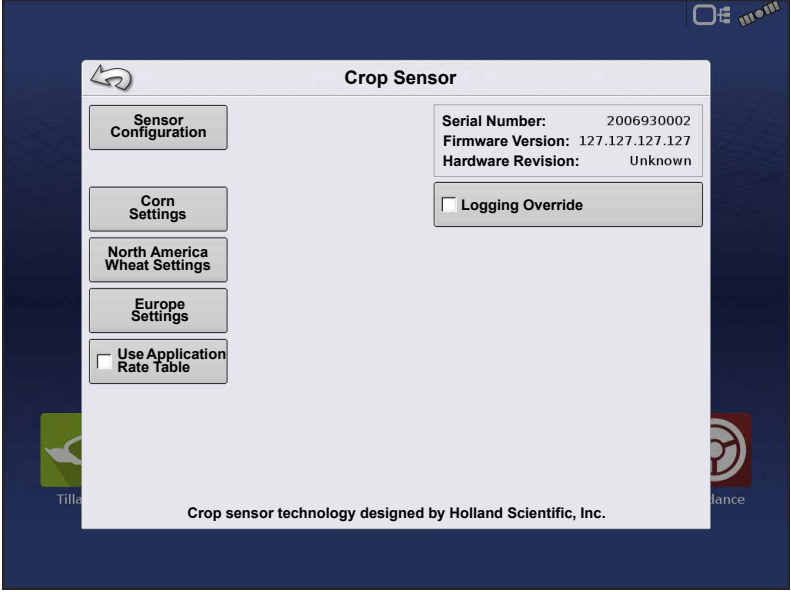 Crop Sensor
Sensor
Configuration
Serial Number: 2006930002
Firmware Version: 127.127.127.127
Hardware Revision: Unknown
Corn
Settings
Logging Override
North America
Wheat Settings
Europe
Settings
Use Application
Rate Table
Tilla
dance
Crop sensor technology designed by Holland Scientific, Inc.